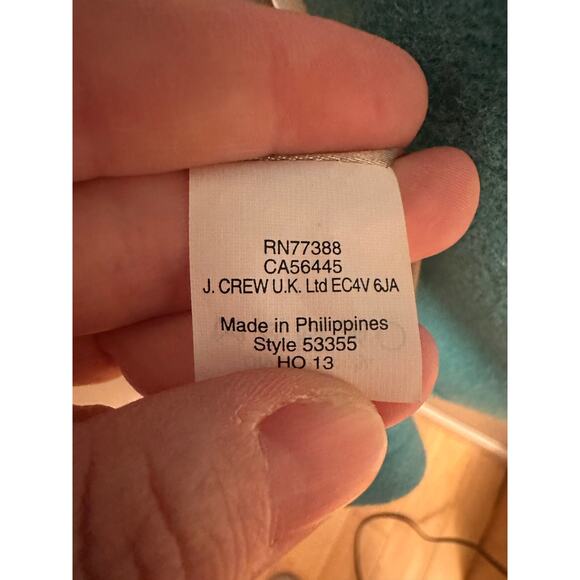 RN77388
CA56445
J. CREW U.K. Ltd EC4V 6JA
Made in Philippines
Style 53355
HO 13